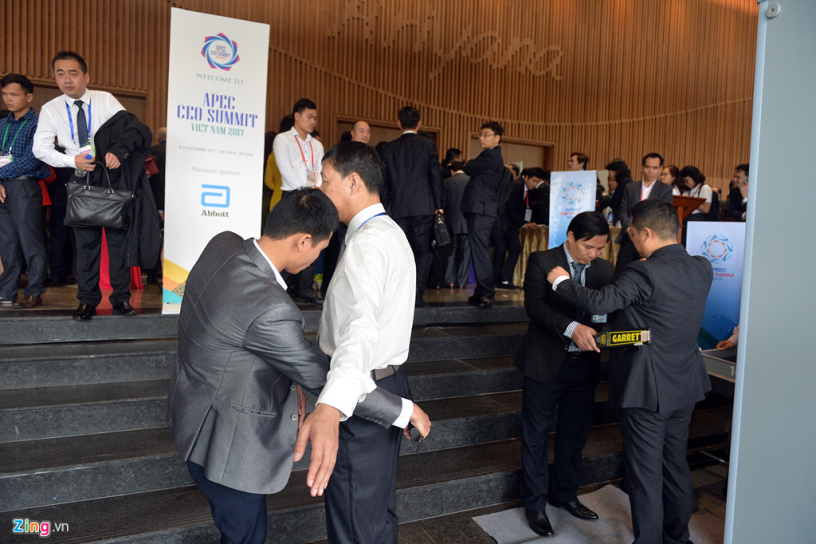 Ariyana
APEC
CEO SUMMIT
WELCOME TO
APEC
CEO SUMMIT
VIET NAM 2017
Platinum Sponsor
Abbott
APEC
VIET NAM
GARRETT
Zing.vn